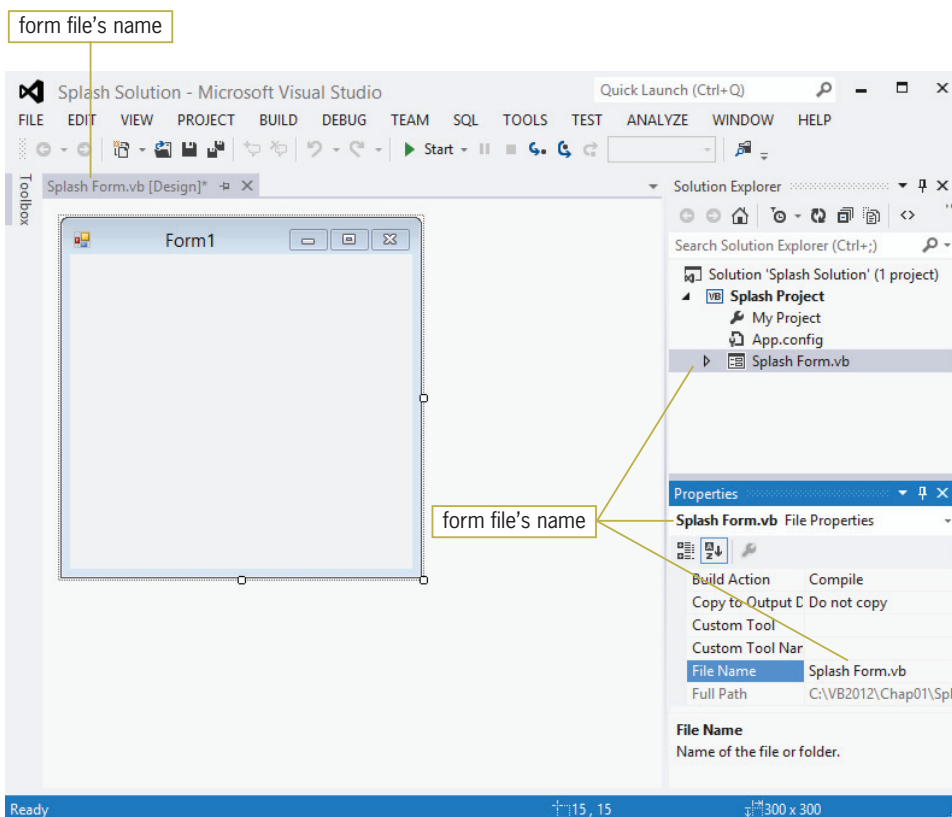 form file's name
Splash Solution - Microsoft Visual Studio
Quick Launch (Ctrl+Q)
FILE EDIT VIEW PROJECT BUILD DEBUG TEAM SQL TOOLS TEST ANALYZE WINDOW HELP
Start
Toolbox
Splash Form.vb [Design]*
Form1
Solution Explorer
Search Solution Explorer (Ctrl+;)
Solution 'Splash Solution' (1 project)
VB Splash Project
My Project
App.config
Splash Form.vb
form file's name
Properties
Splash Form.vb File Properties
Build Action Compile
Copy to Output D Do not copy
Custom Tool
Custom Tool Nar
File Name Splash Form.vb
Full Path C:\VB2012\Chap01\Spl
File Name
Name of the file or folder.
Ready
15 , 15
300 x 300